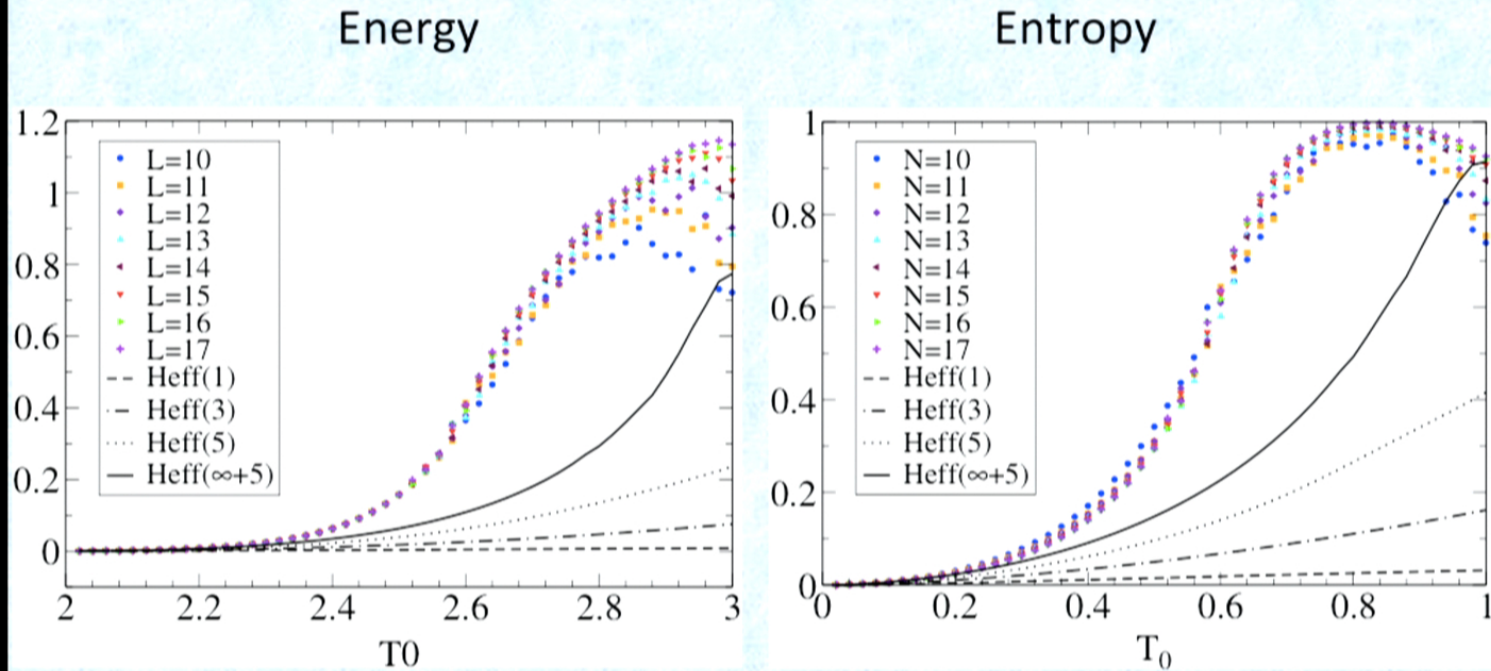 Energy
Entropy
1.2
1
0.8
0.6
0.4
0.2
0
L=10
L=11
L=12
L=13
L=14
L=15
L=16
L=17
Heff(1)
Heff(3)
Heff(5)
Heff(∞+5)
2
2.2
2.4
2.6
2.8
3
T0
1
0.8
0.6
0.4
0.2
0
N=10
N=11
N=12
N=13
N=14
N=15
N=16
N=17
Heff(1)
Heff(3)
Heff(5)
Heff(∞+5)
0
0.2
0.4
0.6
0.8
1
T₀